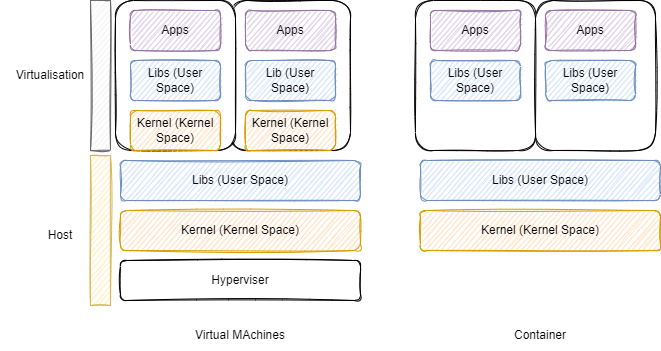 Apps
Apps
Apps
Apps
Virtualisation
Libs (User
Space)
Lib (User
Space)
Libs (User
Space)
Libs (User
Space)
Kernel (Kernel
Space)
Kernel (Kernel
Space)
Libs (User Space)
Libs (User Space)
Host
Kernel (Kernel Space)
Kernel (Kernel Space)
Hyperviser
Virtual MAchines
Container